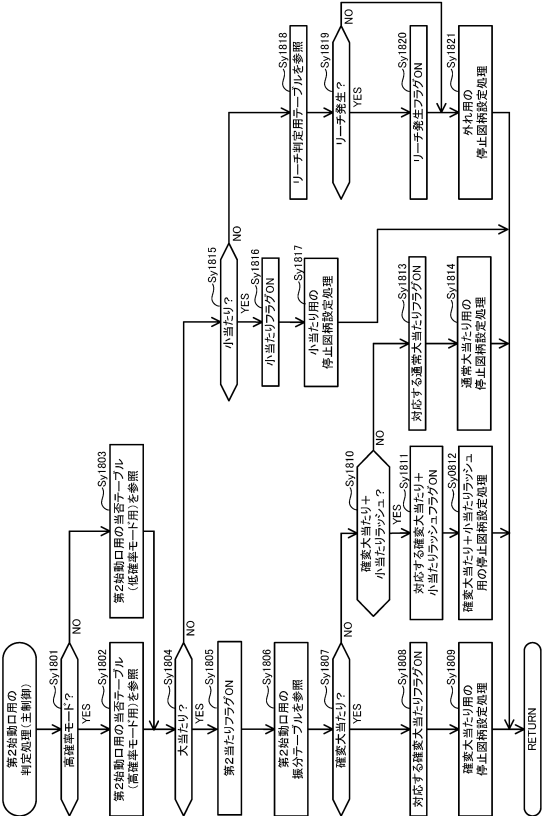 第2始動口用の
判定処理(主制御)
Sy1801
高確率モード?
YES
NO
Sy1802
第2始動口用の当否テーブル
(高確率モード用)を参照
Sy1803
第2始動口用の当否テーブル
(低確率モード用)を参照
Sy1804
大当たり?
YES
NO
Sy1805
第2当たりフラグON
Sy1806
第2始動口用の
振分テーブルを参照
Sy1807
確変大当たり?
YES
NO
Sy1808
対応する確変大当たりフラグON
Sy1809
確変大当たり用の
停止図柄設定処理
Sy1810
確変大当たり+
小当たりラッシュ?
YES
NO
Sy1811
対応する確変大当たり+
小当たりラッシュフラグON
Sy0812
確変大当たり+小当たりラッシュ
用の停止図柄設定処理
Sy1813
対応する通常大当たりフラグON
Sy1814
通常大当たり用の
停止図柄設定処理
Sy1815
小当たり?
YES
NO
Sy1816
小当たりフラグON
Sy1817
小当たり用の
停止図柄設定処理
Sy1818
リーチ判定用テーブルを参照
Sy1819
リーチ発生?
YES
NO
Sy1820
リーチ発生フラグON
Sy1821
外れ用の
停止図柄設定処理
RETURN